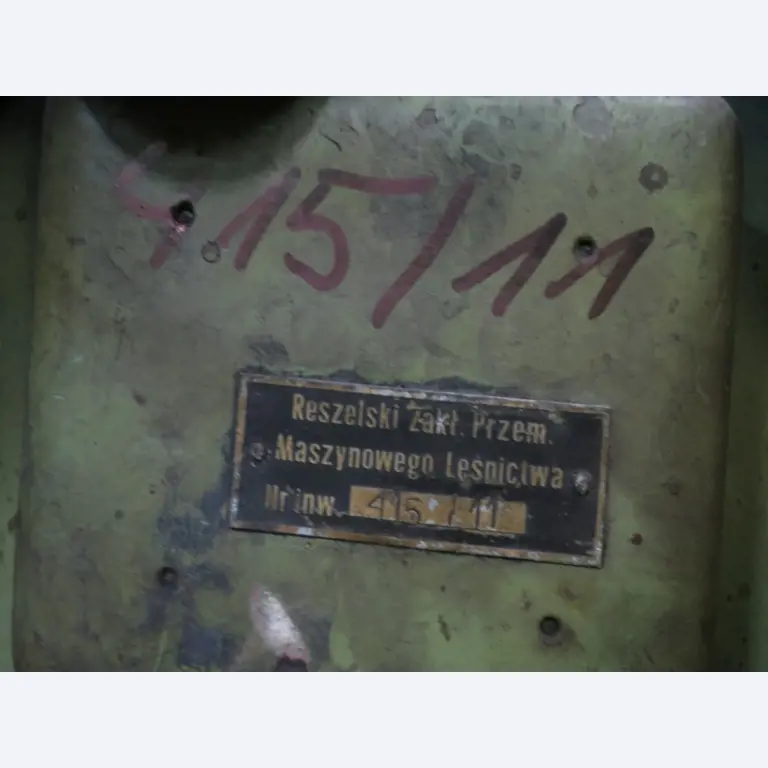 415/11
Reszelski Zakł. Przem.
Maszynowego Leśnictwa
Nr inw. 415/11